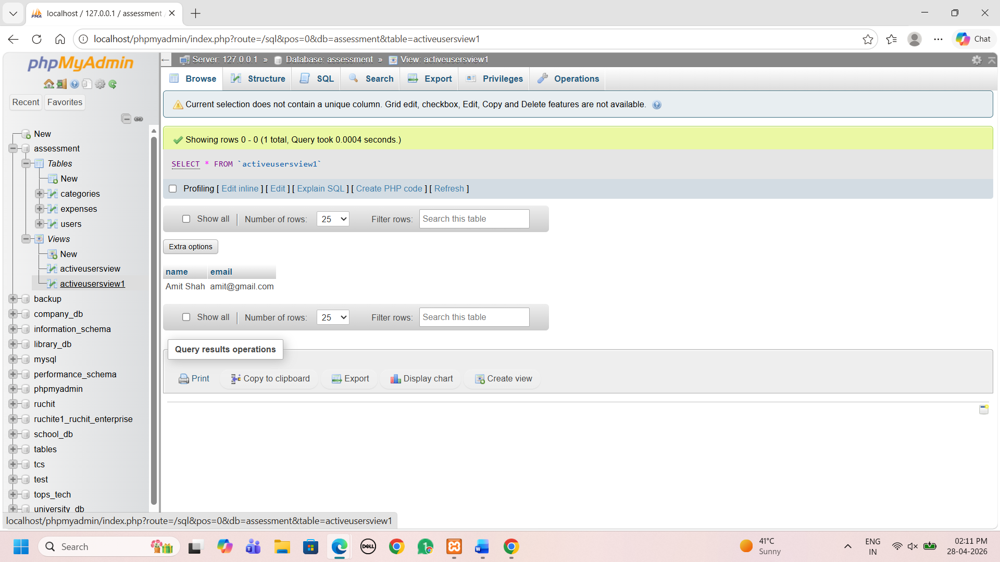 localhost / 127.0.0.1 / assessment
localhost/phpmyadmin/index.php?route=/sql&pos=0&db=assessment&table=activeusersview1
Chat
phpMyAdmin
Recent
Favorites
New
assessment
Tables
New
categories
expenses
users
Views
New
activeusersview
activeusersview1
backup
company_db
information_schema
library_db
mysql
performance_schema
phpmyadmin
ruchit
ruchite1_ruchit_enterprise
school_db
tables
tcs
test
tops_tech
university_db
Server: 127.0.0.1 » Database: assessment » View: activeusersview1
Browse Structure SQL Search Export Privileges Operations
Current selection does not contain a unique column. Grid edit, checkbox, Edit, Copy and Delete features are not available.
Showing rows 0 - 0 (1 total, Query took 0.0004 seconds.)
SELECT * FROM `activeusersview1`
Profiling [ Edit inline ] [ Edit ] [ Explain SQL ] [ Create PHP code ] [ Refresh ]
Show all | Number of rows: 25 Filter rows: Search this table
Extra options
name email
Amit Shah amit@gmail.com
Show all | Number of rows: 25 Filter rows: Search this table
Query results operations
Print Copy to clipboard Export Display chart Create view
localhost/phpmyadmin/index.php?route=/sql&pos=0&db=assessment&table=activeusersview1
Search
DELL
41°C
Sunny
ENG
IN
02:11 PM
28-04-2026